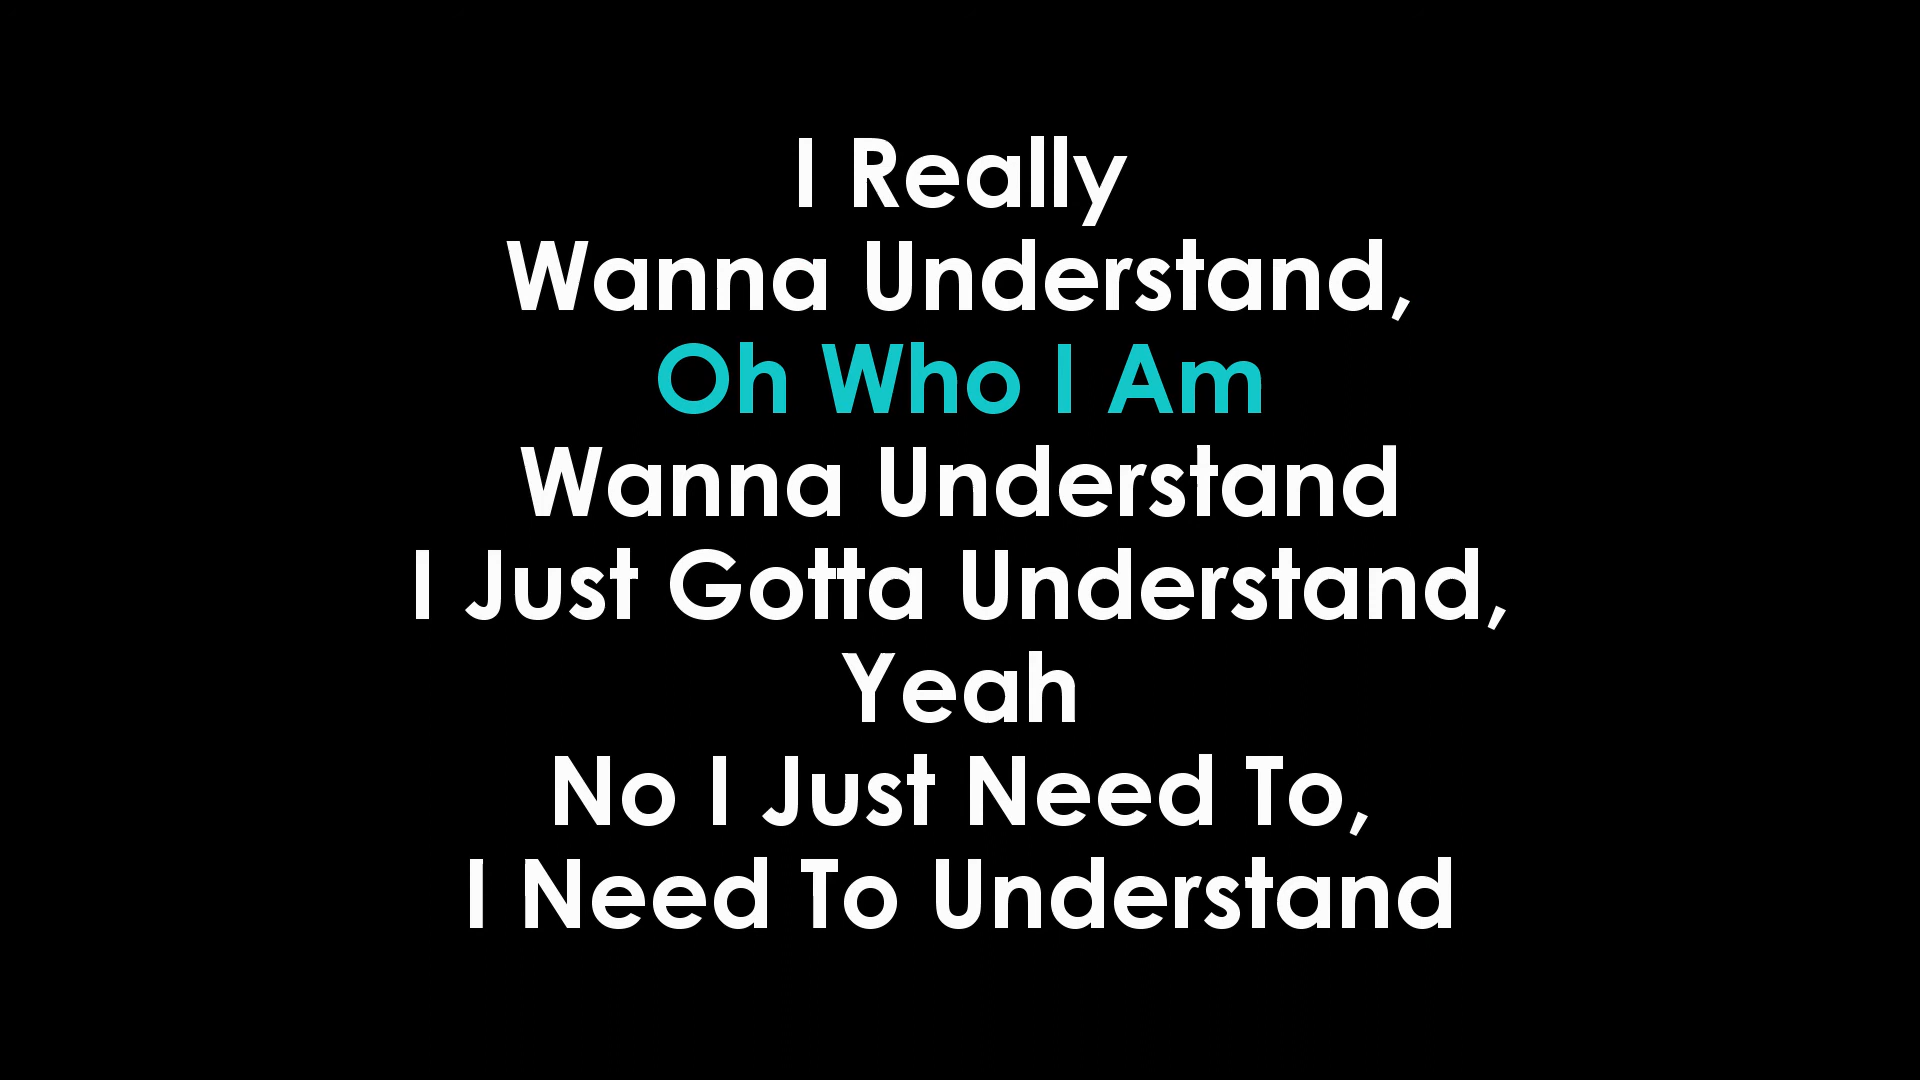 I Really
Wanna Understand,
Oh Who I Am
Wanna Understand
I Just Gotta Understand,
Yeah
No I Just Need To,
I Need To Understand